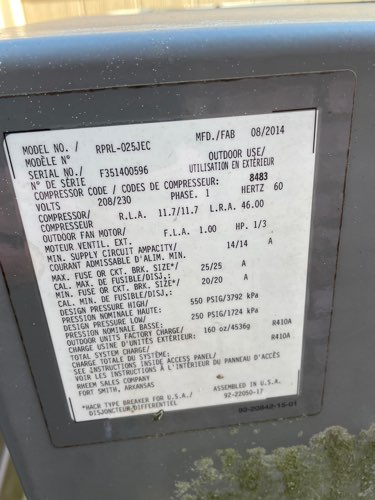 MODEL NO. / RPRL-025JEC MFD./FAB 08/2014
MODÈLE N°
SERIAL NO./ F351400596 OUTDOOR USE/
N° DE SÉRIE UTILISATION EN EXTÉRIEUR
COMPRESSOR CODE / CODES DE COMPRESSEUR: 8483
VOLTS 208/230 PHASE. 1 HERTZ 60
COMPRESSOR/ R.L.A. 11.7/11.7 L.R.A. 46.00
COMPRESSEUR
OUTDOOR FAN MOTOR/ F.L.A. 1.00 HP. 1/3
MOTEUR VENTIL. EXT.
MIN. SUPPLY CIRCUIT AMPACITY/ 14/14 A
COURANT ADMISSIBLE D'ALIM. MIN.
MAX. FUSE OR CKT. BRK. SIZE*/ 25/25 A
CAL. MAX. DE FUSIBLE/DISJ.:
MIN. FUSE OR CKT. BRK. SIZE*/ 20/20 A
CAL. MIN. DE FUSIBLE/DISJ.:
DESIGN PRESSURE HIGH/ 550 PSIG/3792 kPa
PRESSION NOMINALE HAUTE:
DESIGN PRESSURE LOW/ 250 PSIG/1724 kPa
PRESSION NOMINALE BASSE:
OUTDOOR UNITS FACTORY CHARGE/ 160 oz/4536g R410A
CHARGE USINE D'UNITÉS EXTÉRIEUR:
TOTAL SYSTEM CHARGE/ R410A
CHARGE TOTALE DU SYSTÈME:
SEE INSTRUCTIONS INSIDE ACCESS PANEL/
VOIR LES INSTRUCTIONS À L'INTÉRIEUR DU PANNEAU D'ACCÈS
RHEEM SALES COMPANY
FORT SMITH, ARKANSAS ASSEMBLED IN U.S.A.
*HACR TYPE BREAKER FOR U.S.A./ 92-22050-17
DISJONCTEUR DIFFERENTIEL
90-20842-15-01